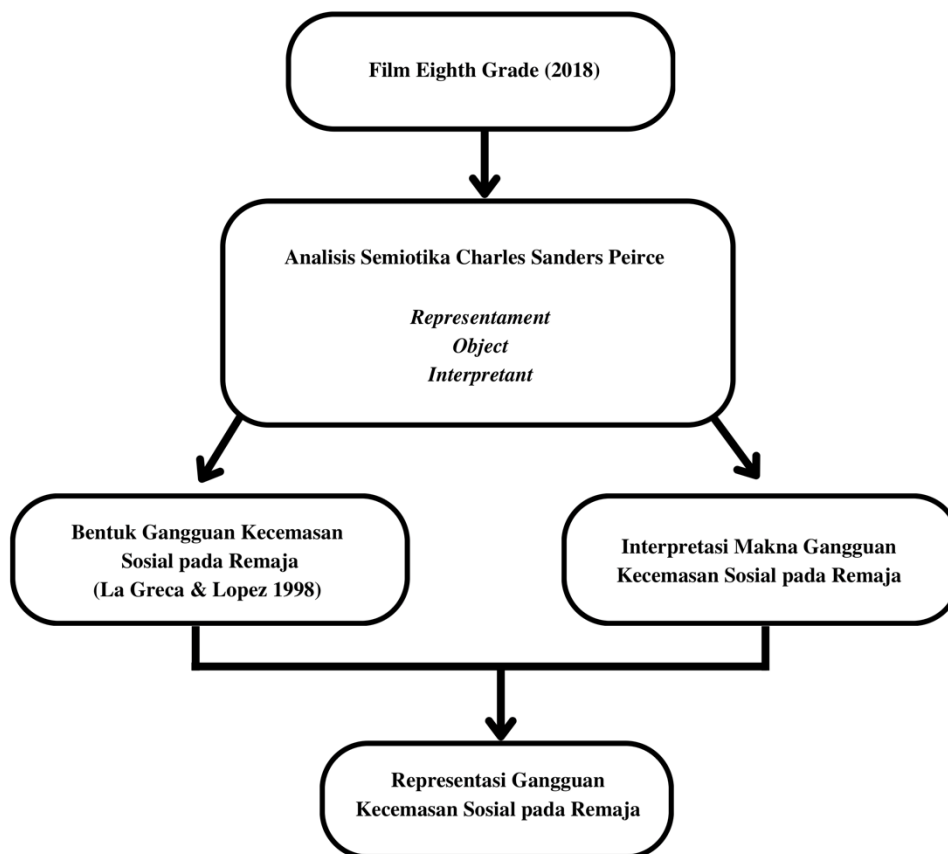 Film Eighth Grade (2018)
Analisis Semiotika Charles Sanders Peirce
Representament
Object
Interpretant
Bentuk Gangguan Kecemasan
Sosial pada Remaja
(La Greca & Lopez 1998)
Interpretasi Makna Gangguan
Kecemasan Sosial pada Remaja
Representasi Gangguan
Kecemasan Sosial pada Remaja